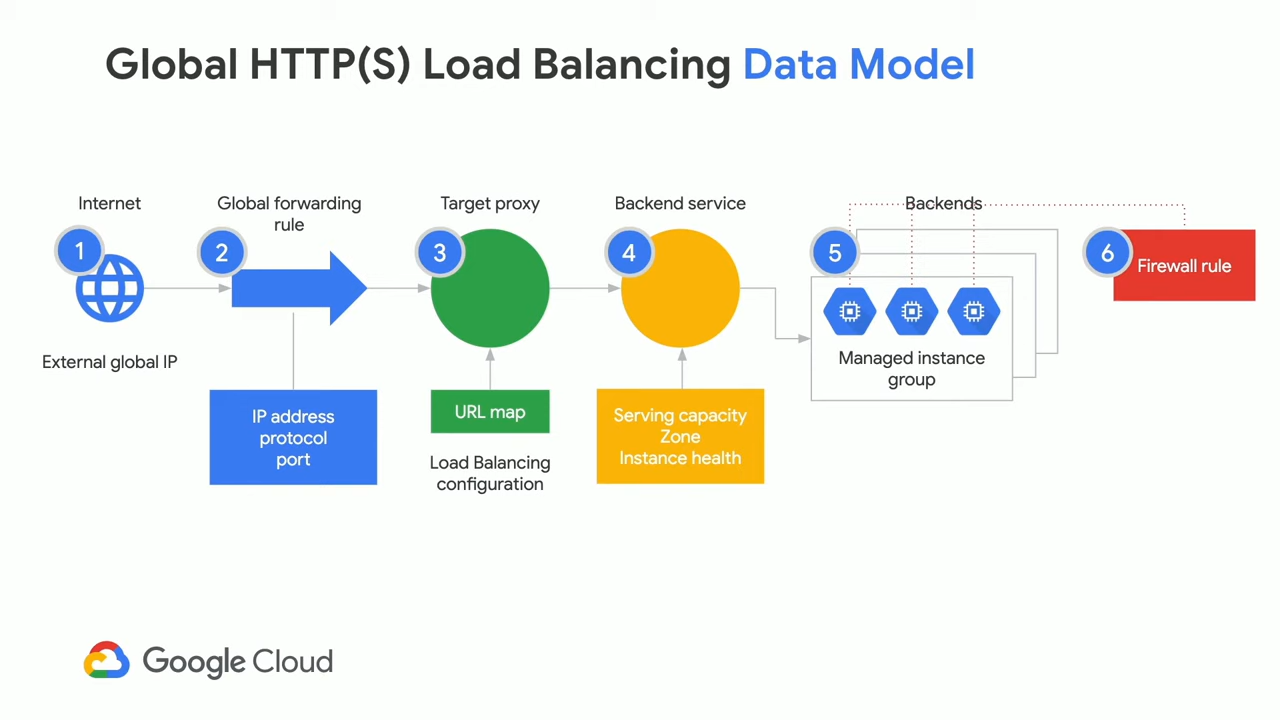 Global HTTP(S) Load Balancing Data Model
Internet
1
External global IP
Global forwarding
rule
2
IP address
protocol
port
Target proxy
3
URL map
Load Balancing
configuration
Backend service
4
Serving capacity
Zone
Instance health
Backends
5
Managed instance
group
6
Firewall rule
Google Cloud